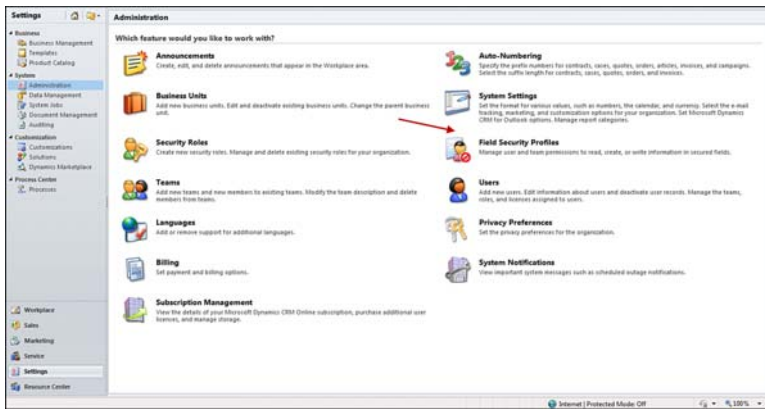 Settings
Administration
Business
Business Management
Templates
Product Catalog
System
Administration
Data Management
System Jobs
Document Management
Auditing
Customization
Customizations
Solutions
Dynamics Marketplace
Process Center
Processes
Workplace
Sales
Marketing
Service
Settings
Resource Center
Which feature would you like to work with?
Announcements
Create, edit, and delete announcements that appear in the Workplace area.
Auto-Numbering
Specify the prefix numbers for contracts, cases, quotes, orders, articles, invoices, and campaigns.
Select the suffix length for contracts, cases, quotes, orders, and invoices.
Business Units
Add new business units. Edit and deactivate existing business units. Change the parent business
unit.
System Settings
Set the format for various values, such as numbers, the calendar, and currency. Select the e-mail
tracking, marketing, and customization options for your organization. Set Microsoft Dynamics
CRM for Outlook options. Manage report categories.
Security Roles
Create new security roles. Manage and delete existing security roles for your organization.
Field Security Profiles
Manage user and team permissions to read, create, or write information in secured fields.
Teams
Add new teams and new members to existing teams. Modify the team description and delete
members from teams.
Users
Add new users. Edit information about users and deactivate user records. Manage the teams,
roles, and licenses assigned to users.
Languages
Add or remove support for additional languages.
Privacy Preferences
Set the privacy preferences for the organization.
Billing
Set payment and billing options.
System Notifications
View important system messages such as scheduled outage notifications.
Subscription Management
View the details of your Microsoft Dynamics CRM Online subscription, purchase additional user
licences, and manage storage.
Internet | Protected Mode: Off
100%